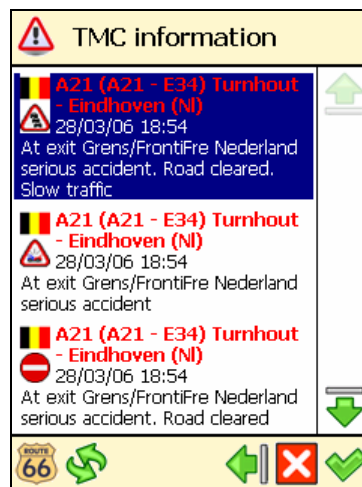 TMC information
A21 (A21 - E34) Turnhout
- Eindhoven (Nl)
28/03/06 18:54
At exit Grens/FrontiFre Nederland
serious accident. Road cleared.
Slow traffic
A21 (A21 - E34) Turnhout
- Eindhoven (Nl)
28/03/06 18:54
At exit Grens/FrontiFre Nederland
serious accident
A21 (A21 - E34) Turnhout
- Eindhoven (Nl)
28/03/06 18:54
At exit Grens/FrontiFre Nederland
serious accident. Road cleared
ROUTE
66